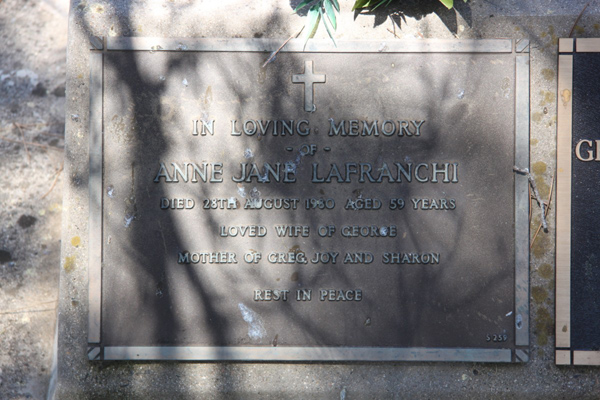 IN LOVING MEMORY
- OF -
ANNE JANE LAFRANCHI
DIED 28TH AUGUST 1980 AGED 59 YEARS
LOVED WIFE OF GEORGE
MOTHER OF GREG, JOY AND SHARON
REST IN PEACE
S 259